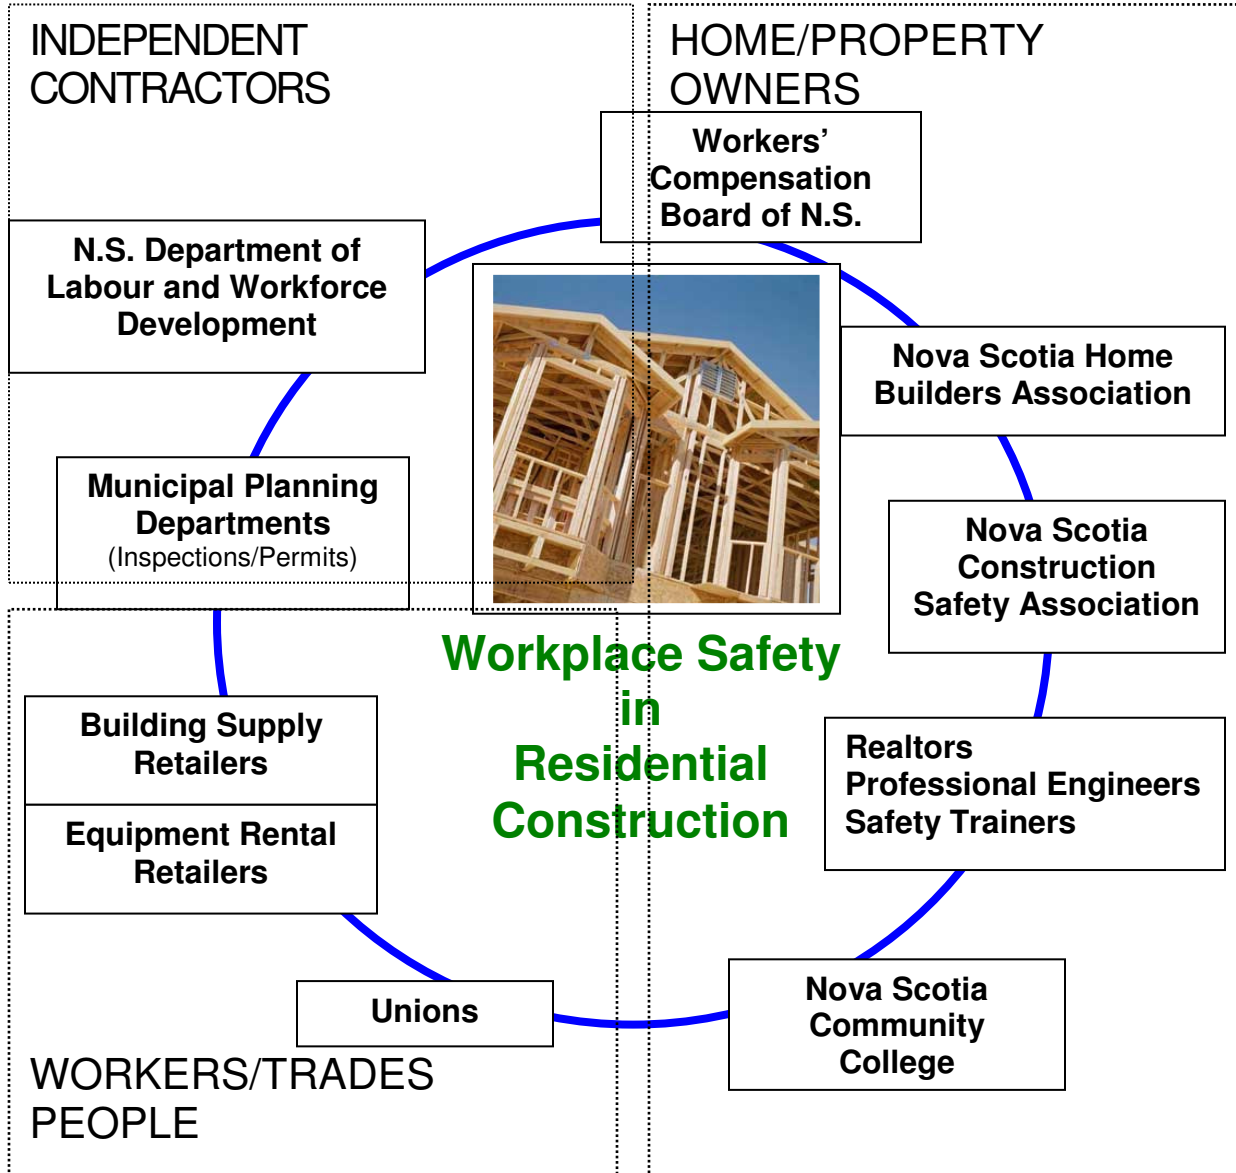 INDEPENDENT
CONTRACTORS
HOME/PROPERTY
OWNERS
Workers’
Compensation
Board of N.S.
N.S. Department of
Labour and Workforce
Development
Nova Scotia Home
Builders Association
Municipal Planning
Departments
(Inspections/Permits)
Nova Scotia
Construction
Safety Association
Workplace Safety
in
Residential
Construction
Building Supply
Retailers
Equipment Rental
Retailers
Realtors
Professional Engineers
Safety Trainers
Unions
Nova Scotia
Community
College
WORKERS/TRADES
PEOPLE